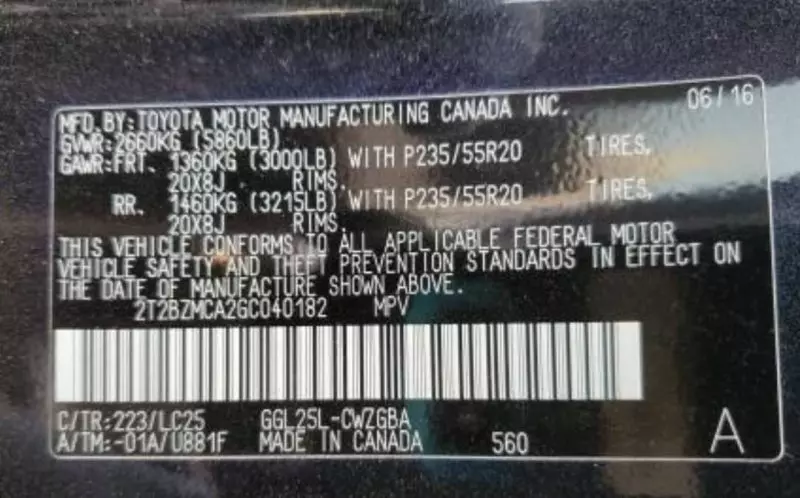 MFD. BY:TOYOTA MOTOR MANUFACTURING CANADA INC. 06/16
GVWR:2660KG (5860LB)
GAWR:FRT. 1360KG (3000LB) WITH P235/55R20 TIRES,
20X8J RIMS.
RR. 1460KG (3215LB) WITH P235/55R20 TIRES,
20X8J RIMS.
THIS VEHICLE CONFORMS TO ALL APPLICABLE FEDERAL MOTOR
VEHICLE SAFETY AND THEFT PREVENTION STANDARDS IN EFFECT ON
THE DATE OF MANUFACTURE SHOWN ABOVE.
2T2BZMCA2GC040182 MPV
C/TR:223/LC25 GGL25L-CWZGBA
A/TM:-01A/U881F MADE IN CANADA 560 A